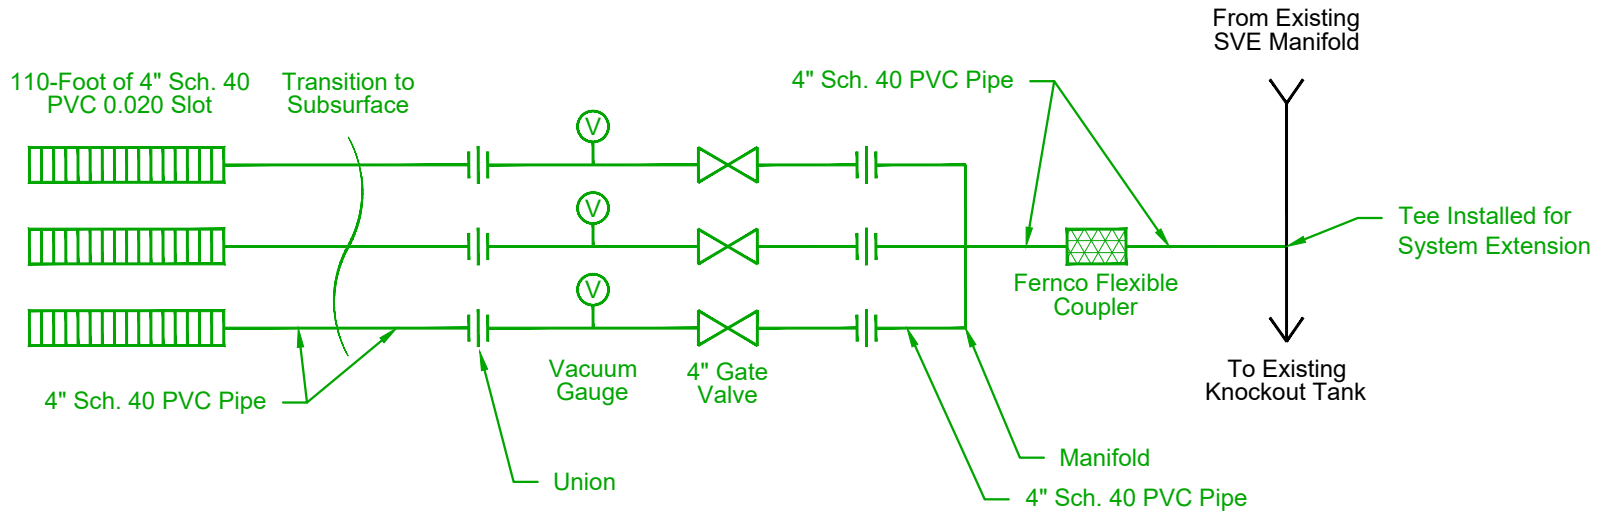 From Existing
SVE Manifold
110-Foot of 4" Sch. 40
PVC 0.020 Slot
Transition to
Subsurface
4" Sch. 40 PVC Pipe
V
V
V
Tee Installed for
System Extension
Fernco Flexible
Coupler
Vacuum
Gauge
4" Gate
Valve
To Existing
Knockout Tank
4" Sch. 40 PVC Pipe
Manifold
Union
4" Sch. 40 PVC Pipe